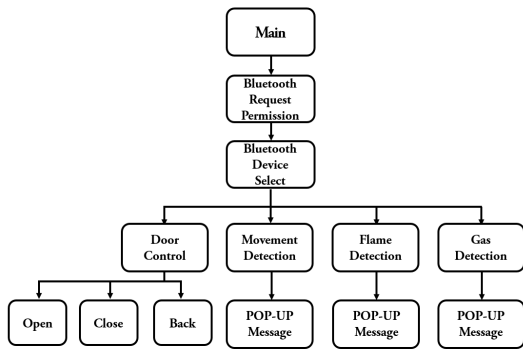 Main
Bluetooth
Request
Permission
Bluetooth
Device
Select
Door
Control
Movement
Detection
Flame
Detection
Gas
Detection
Open
Close
Back
POP-UP
Message
POP-UP
Message
POP-UP
Message